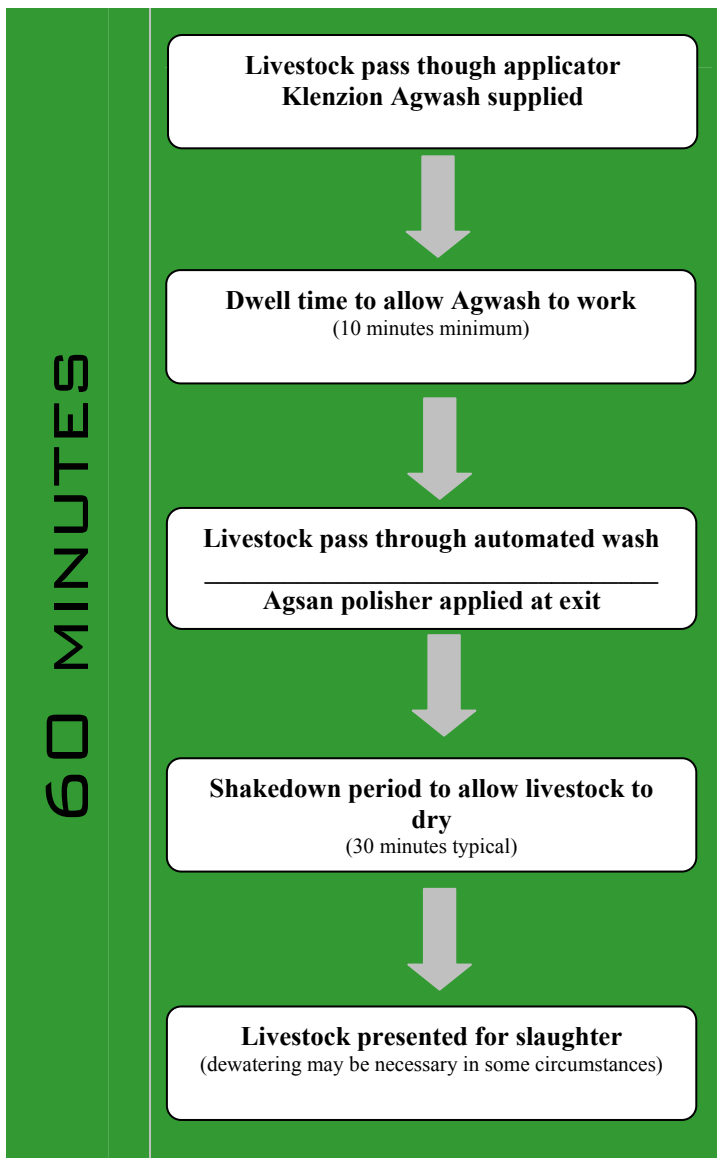 60 MINUTES
Livestock pass though applicator
Klenzion Agwash supplied
Dwell time to allow Agwash to work
(10 minutes minimum)
Livestock pass through automated wash
Agsan polisher applied at exit
Shakedown period to allow livestock to
dry
(30 minutes typical)
Livestock presented for slaughter
(dewatering may be necessary in some circumstances)